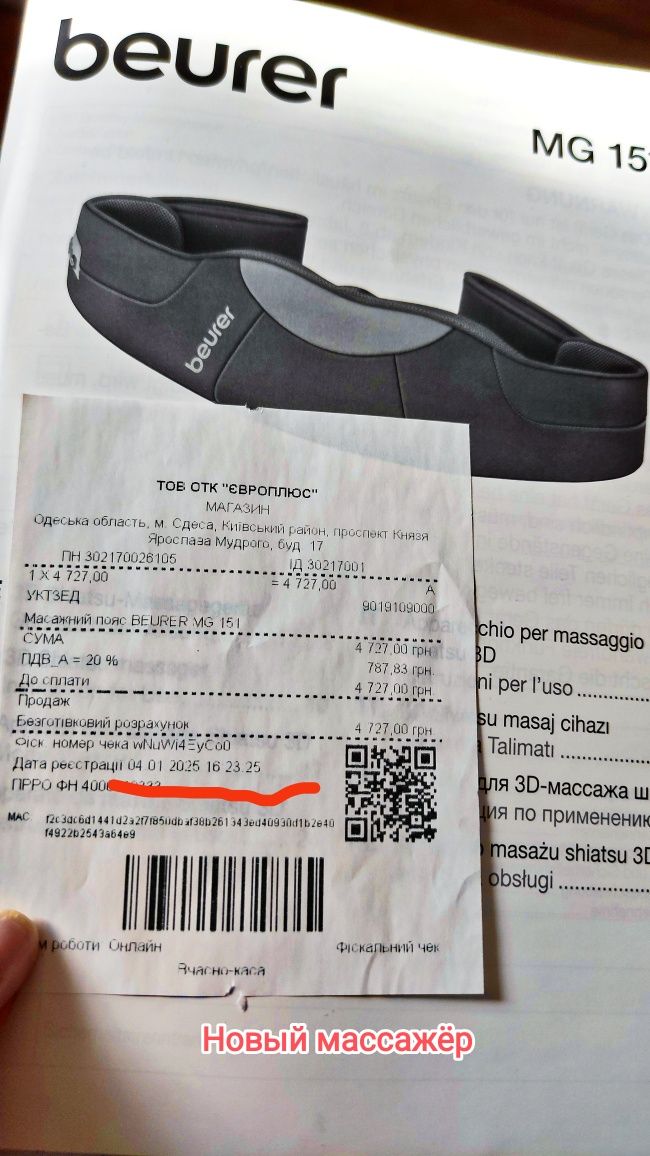 beurer
MG 151
beurer
ТОВ ОТК "ЄВРОПЛЮС"
МАГАЗИН
Одеська область, м. Одеса, Київський район, проспект Князя
Ярослава Мудрого, буд. 17
ПН 302170026105 ІД 30217001
1 X 4 727,00 = 4 727,00 А
УКТЗЕД 9019109000
Масажний пояс BEURER MG 151
СУМА 4 727,00 грн.
ПДВ_А = 20 % 787,83 грн.
До сплати 4 727,00 грн.
Продаж
Безготівковий розрахунок 4 727,00 грн.
Фіск. номер чека wNuWi4EyCo0
Дата реєстрації 04.01.2025 16:23:25
ПРРО ФН 400
MAC
f4922b2543a64e9
м роботи Онлайн Фіскальний чек
Вчасно-каса
cchio per massaggio
3D
ni per l'uso
su masaj cihazı
Talimatı
для 3D-массажа ш
ция по применению
masażu shiatsu 3D
obsługi
Новый массажёр